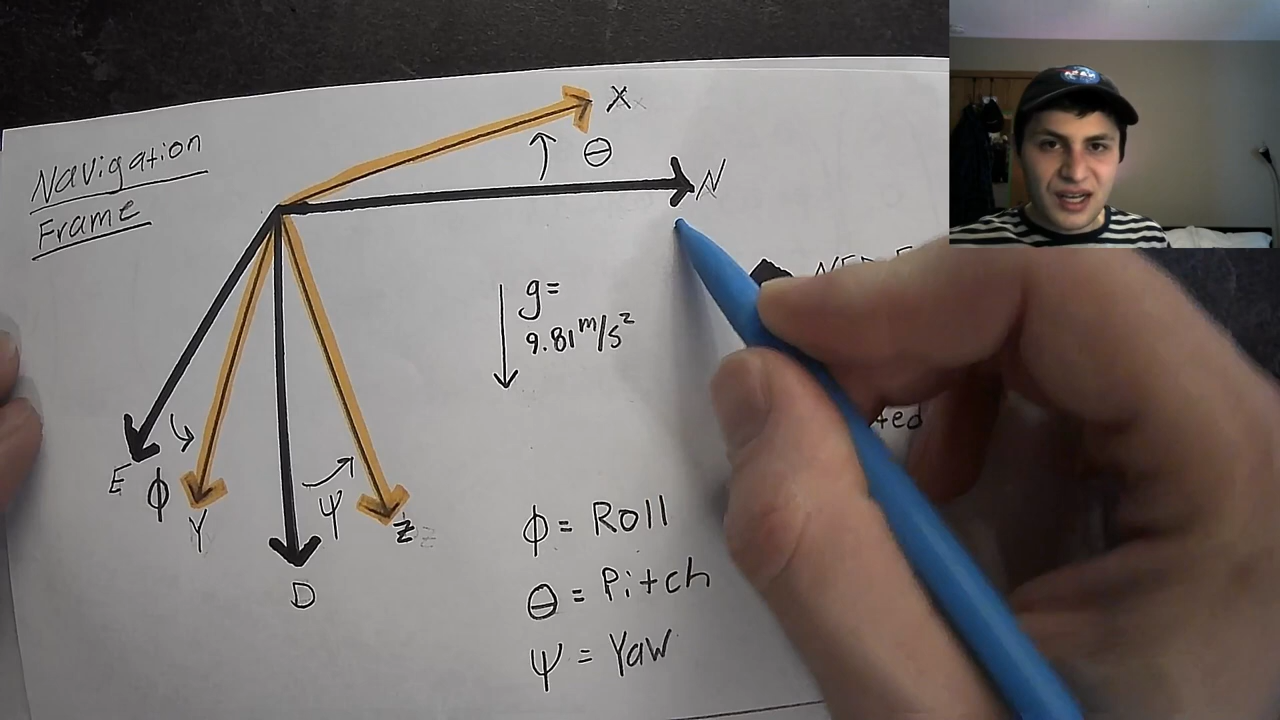 Navigation
Frame
X
θ
N
g=
9.81 m/s²
E
ϕ
Y
ψ
Z
D
ϕ = Roll
θ = Pitch
ψ = Yaw